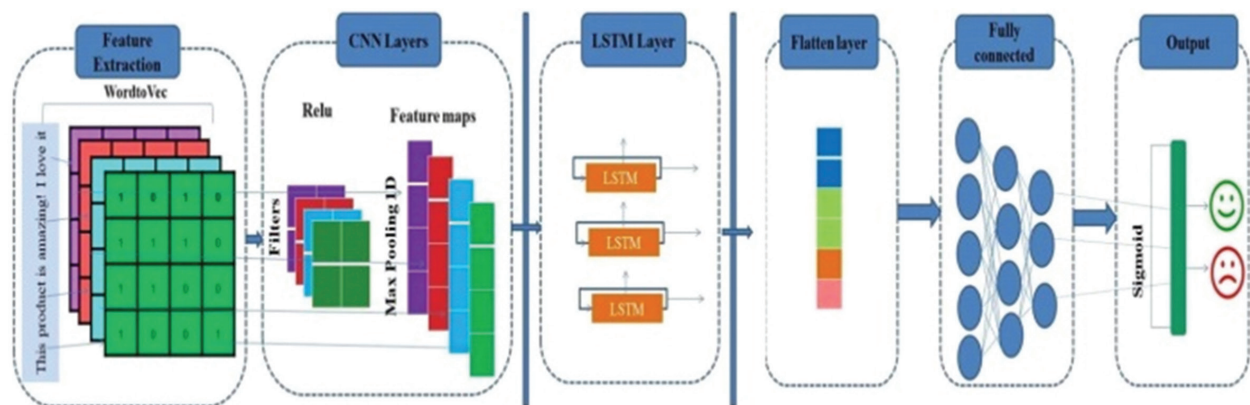 Feature
Extraction
WordtoVec
This product is amazing! I love it
1 0 1 0
1 1 1 0
1 1 0 0
1 0 0 1
CNN Layers
Relu
Filters
Feature maps
Max Pooling 1D
LSTM Layer
LSTM
LSTM
LSTM
Flatten layer
Fully
connected
Output
Sigmoid